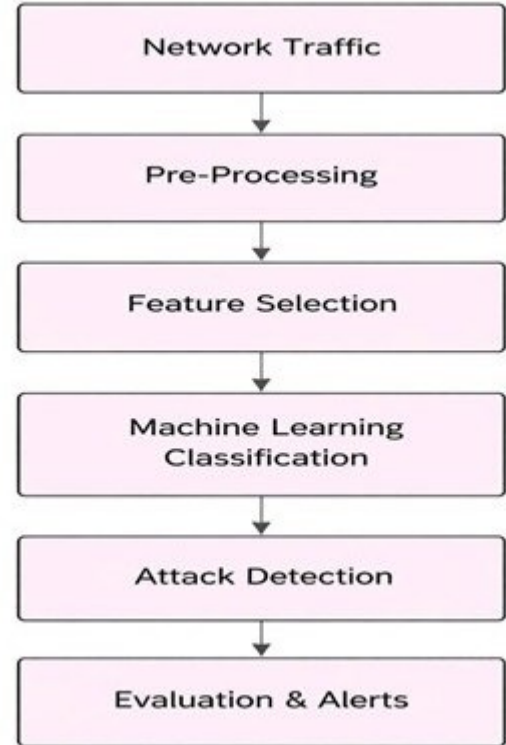 Network Traffic
Pre-Processing
Feature Selection
Machine Learning
Classification
Attack Detection
Evaluation & Alerts